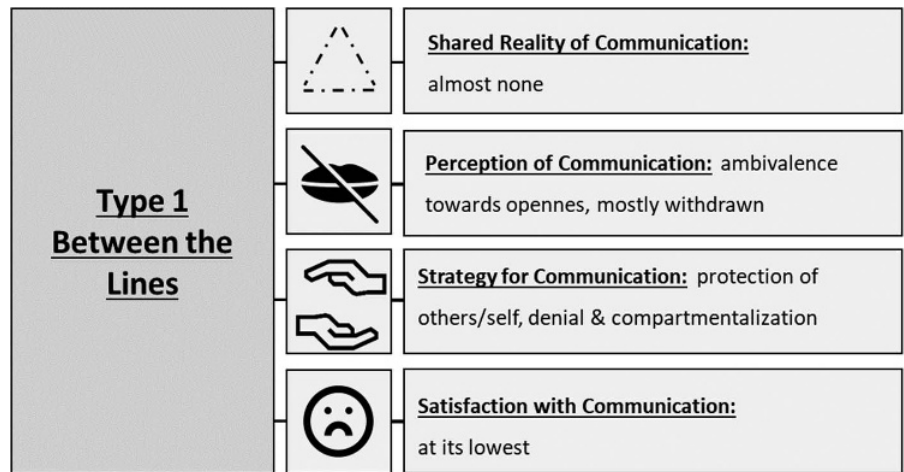 Type 1
Between the
Lines
Shared Reality of Communication:
almost none
Perception of Communication: ambivalence
towards opennes, mostly withdrawn
Strategy for Communication: protection of
others/self, denial & compartmentalization
Satisfaction with Communication:
at its lowest